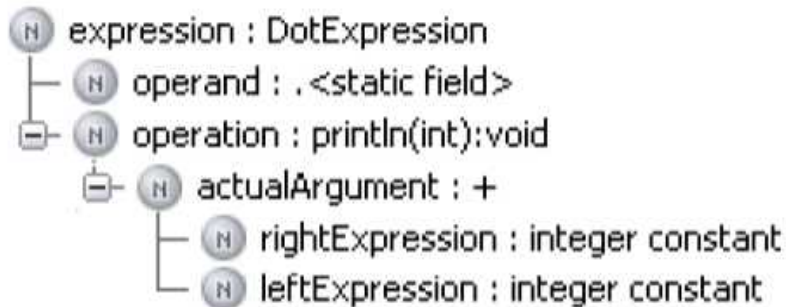 N expression : DotExpression
N operand : .<static field>
N operation : println(int):void
N actualArgument : +
N rightExpression : integer constant
N leftExpression : integer constant